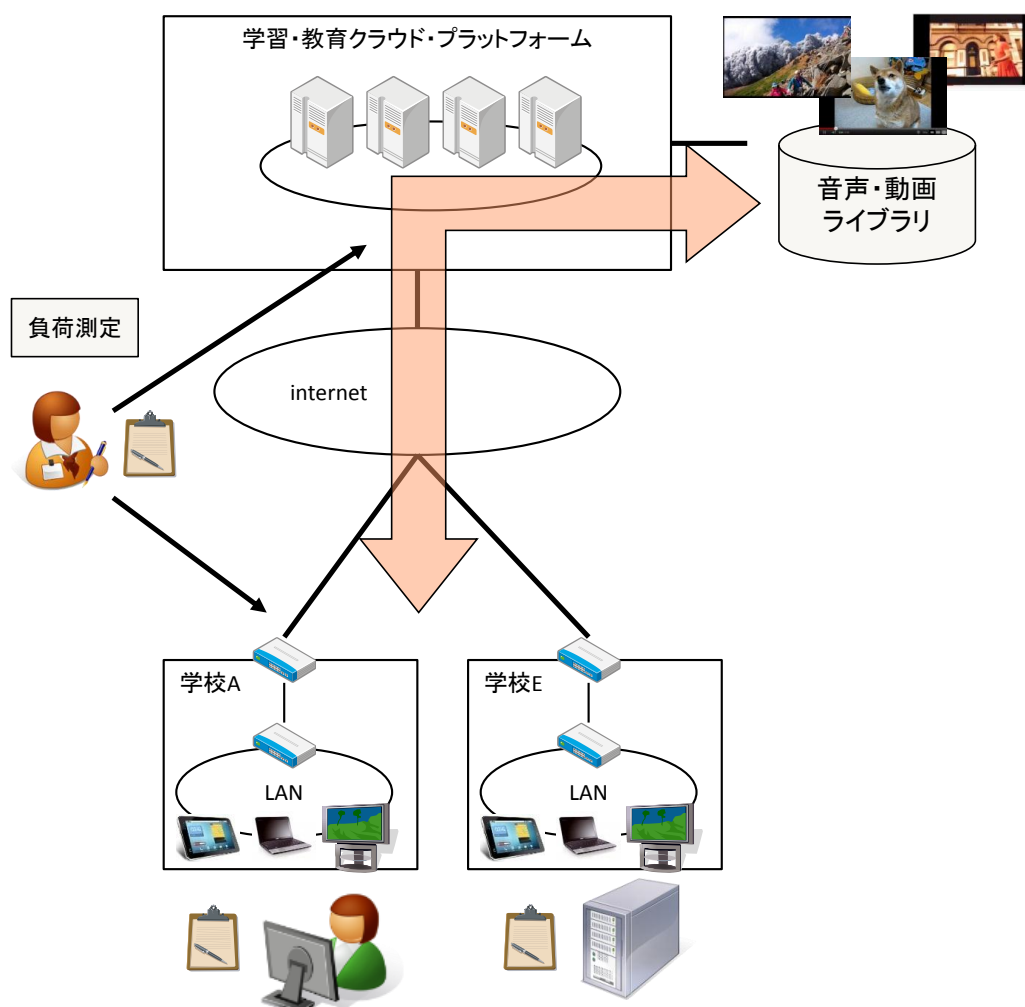 学習・教育クラウド・プラットフォーム
音声・動画
ライブラリ
負荷測定
internet
学校A
学校E
LAN
LAN